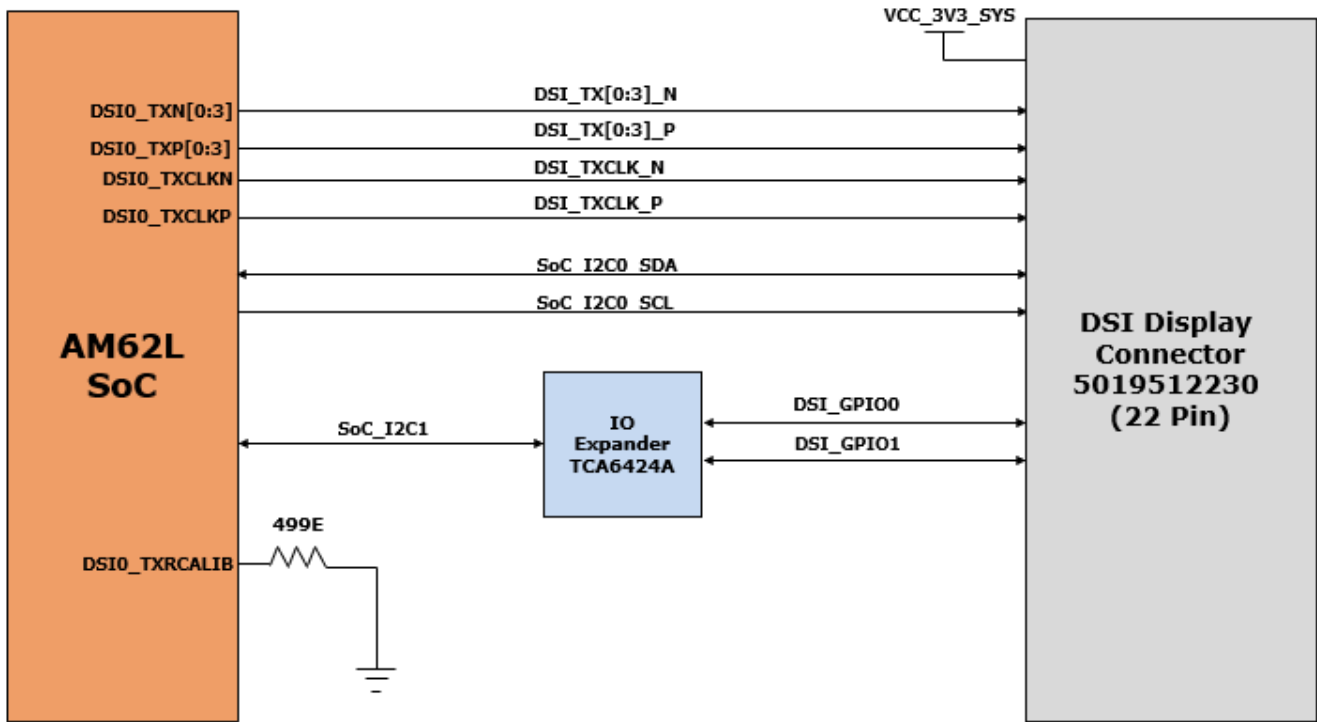 VCC_3V3_SYS
DSI0_TXN[0:3]
DSI_TX[0:3]_N
DSI0_TXP[0:3]
DSI_TX[0:3]_P
DSI0_TXCLKN
DSI_TXCLK_N
DSI0_TXCLKP
DSI_TXCLK_P
SoC_I2C0_SDA
SoC_I2C0_SCL
AM62L
SoC
DSI Display
Connector
5019512230
(22 Pin)
SoC_I2C1
IO
Expander
TCA6424A
DSI_GPIO0
DSI_GPIO1
499E
DSI0_TXRCALIB